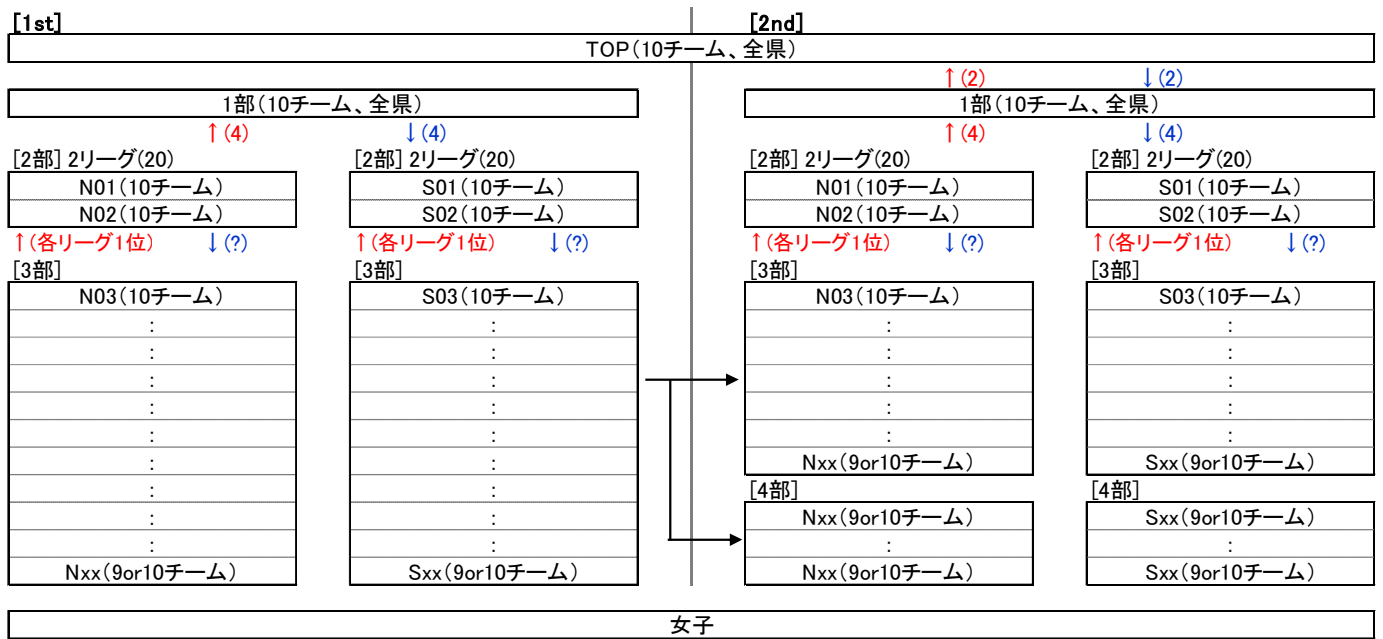 [1st] [2nd]
TOP(10チーム、全県)
↑(2) ↓(2)
1部(10チーム、全県) 1部(10チーム、全県)
↑(4) ↓(4) ↑(4) ↓(4)
[2部] 2リーグ(20) [2部] 2リーグ(20) [2部] 2リーグ(20) [2部] 2リーグ(20)
N01(10チーム) S01(10チーム) N01(10チーム) S01(10チーム)
N02(10チーム) S02(10チーム) N02(10チーム) S02(10チーム)
↑(各リーグ1位) ↓(?) ↑(各リーグ1位) ↓(?) ↑(各リーグ1位) ↓(?) ↑(各リーグ1位) ↓(?)
[3部] [3部] [3部] [3部]
N03(10チーム) S03(10チーム) N03(10チーム) S03(10チーム)
: : : :
: : : :
: : : :
: : : :
: : : :
: : Nxx(9or10チーム) Sxx(9or10チーム)
: : [4部] [4部]
: : Nxx(9or10チーム) Sxx(9or10チーム)
: : : :
Nxx(9or10チーム) Sxx(9or10チーム) Nxx(9or10チーム) Sxx(9or10チーム)
女子